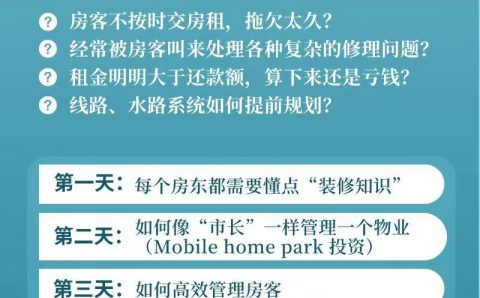 ? 房客不按时交房租，拖欠太久？
? 经常被房客叫来处理各种复杂的修理问题？
? 租金明明大于还款额，算下来还是亏钱？
? 线路、水路系统如何提前规划？
第一天：每个房东都需要懂点“装修知识”
第二天：如何像“市长”一样管理一个物业
（Mobile home park 投资）
第三天：如何高效管理房客